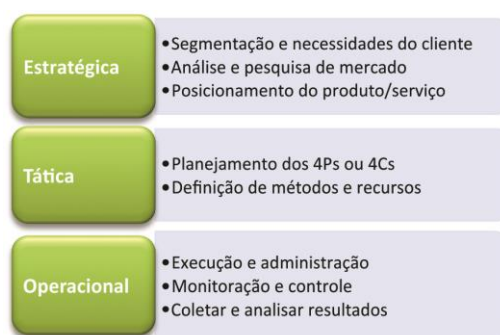 Estratégica
•Segmentação e necessidades do cliente
•Análise e pesquisa de mercado
•Posicionamento do produto/serviço
Tática
•Planejamento dos 4Ps ou 4Cs
•Definição de métodos e recursos
Operacional
•Execução e administração
•Monitoração e controle
•Coletar e analisar resultados